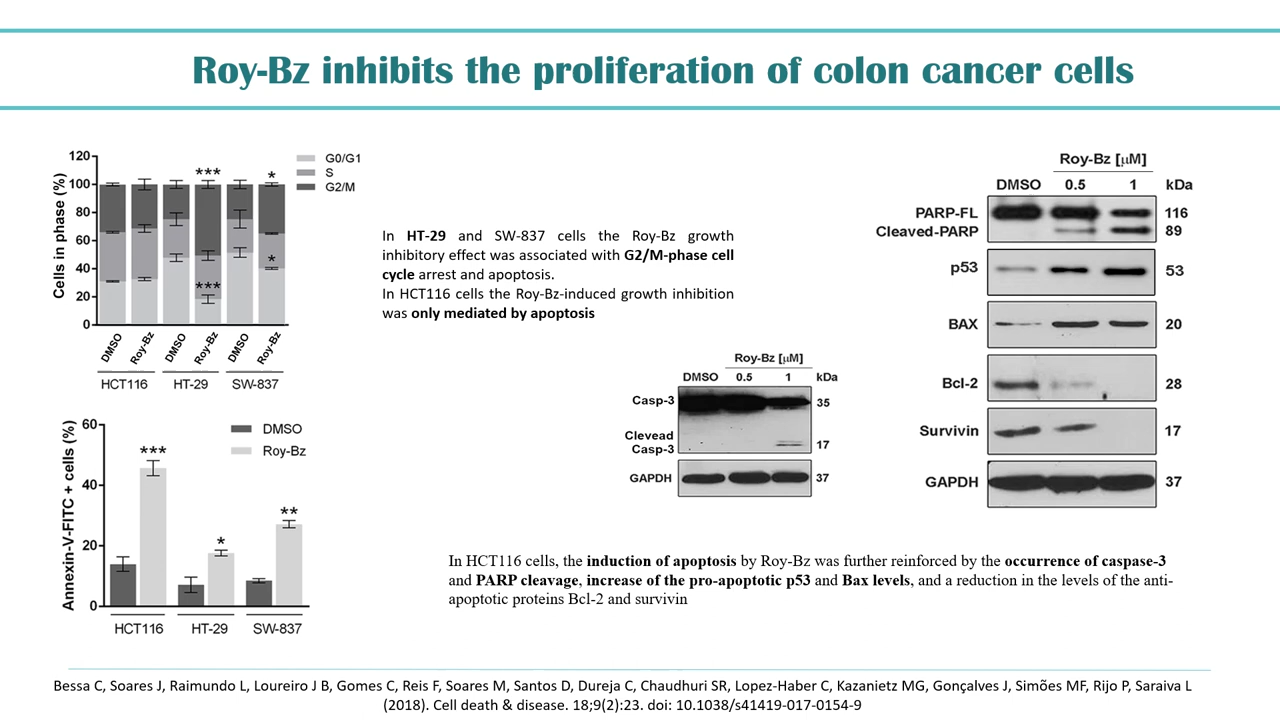 Roy-Bz inhibits the proliferation of colon cancer cells
Cells in phase (%)
120
100
80
60
40
20
0
***
*
***
*
G0/G1
S
G2/M
DMSO
Roy-Bz
DMSO
Roy-Bz
DMSO
Roy-Bz
HCT116
HT-29
SW-837
In HT-29 and SW-837 cells the Roy-Bz growth
inhibitory effect was associated with G2/M-phase cell
cycle arrest and apoptosis.
In HCT116 cells the Roy-Bz-induced growth inhibition
was only mediated by apoptosis
Annexin-V-FITC + cells (%)
60
40
20
0
***
*
**
DMSO
Roy-Bz
HCT116
HT-29
SW-837
Roy-Bz [µM]
DMSO 0.5 1 kDa
Casp-3 35
Clevead
Casp-3 17
GAPDH 37
Roy-Bz [µM]
DMSO 0.5 1 kDa
PARP-FL 116
Cleaved-PARP 89
p53 53
BAX 20
Bcl-2 28
Survivin 17
GAPDH 37
In HCT116 cells, the induction of apoptosis by Roy-Bz was further reinforced by the occurrence of caspase-3
and PARP cleavage, increase of the pro-apoptotic p53 and Bax levels, and a reduction in the levels of the anti-
apoptotic proteins Bcl-2 and survivin
Bessa C, Soares J, Raimundo L, Loureiro J B, Gomes C, Reis F, Soares M, Santos D, Dureja C, Chaudhuri SR, Lopez-Haber C, Kazanietz MG, Gonçalves J, Simões MF, Rijo P, Saraiva L
(2018). Cell death & disease. 18;9(2):23. doi: 10.1038/s41419-017-0154-9